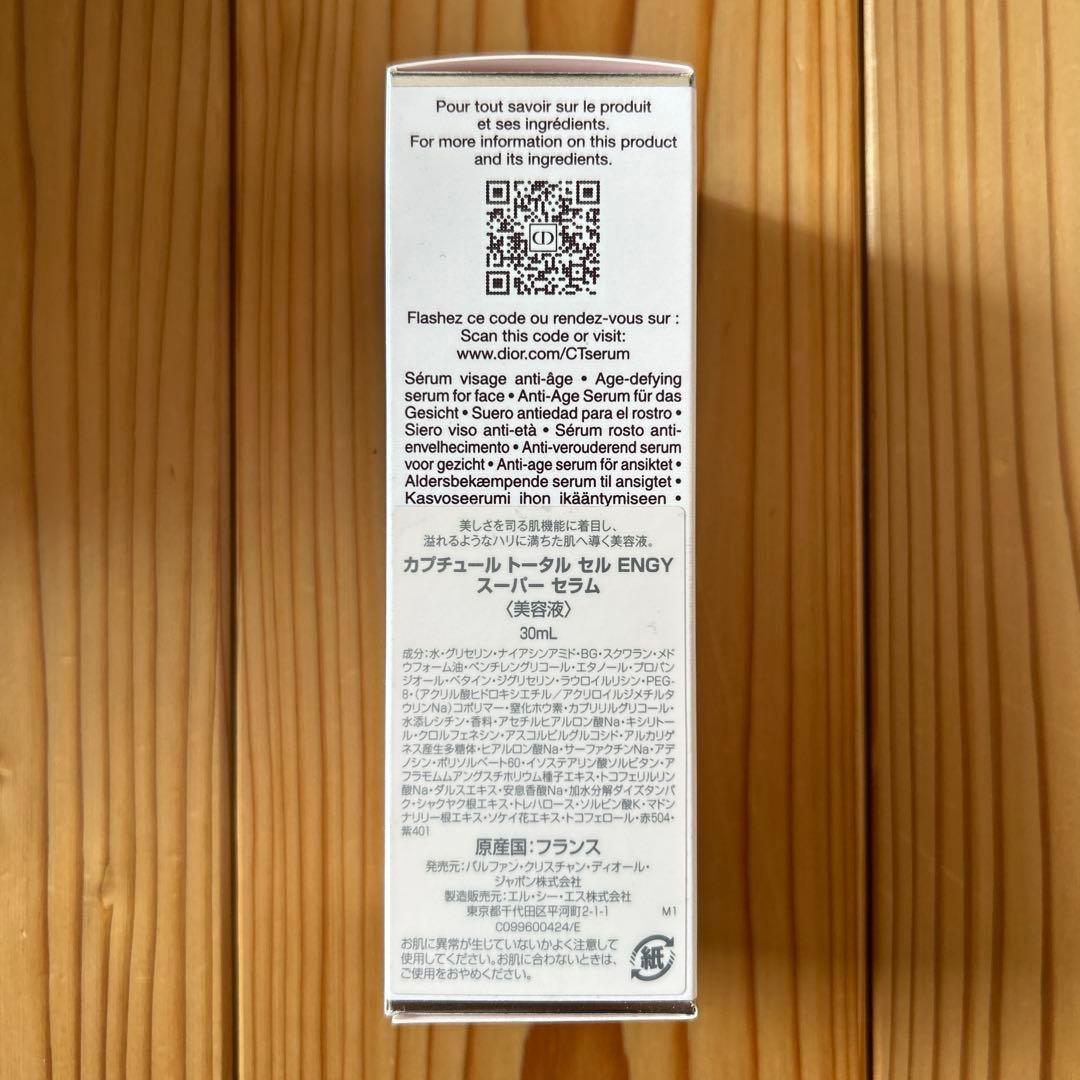 Pour tout savoir sur le produit
et ses ingrédients.
For more information on this product
and its ingredients.
Flashez ce code ou rendez-vous sur :
Scan this code or visit:
www.dior.com/CTserum
Sérum visage anti-âge • Age-defying
serum for face • Anti-Age Serum für das
Gesicht • Suero antiedad para el rostro •
Siero viso anti-età • Sérum rosto anti-
envelhecimento • Anti-verouderend serum
voor gezicht • Anti-age serum för ansiktet •
Aldersbekæmpende serum til ansigtet •
Kasvoseerumi ihon ikääntymiseen •
美しさを司る肌機能に着目し、
溢れるようなハリに満ちた肌へ導く美容液。
カプチュール トータル セル ENGY
スーパー セラム
〈美容液〉
30mL
成分:水・グリセリン・ナイアシンアミド・BG・スクワラン・メド
ウフォーム油・ペンチレングリコール・エタノール・プロパン
ジオール・ベタイン・ジグリセリン・ラウロイルリシン・PEG-
8・(アクリル酸ヒドロキシエチル/アクリロイルジメチルタ
ウリンNa)コポリマー・窒化ホウ素・カプリリルグリコール・
水添レシチン・香料・アセチルヒアルロン酸Na・キシリトー
ル・クロルフェネシン・アスコルビルグルコシド・アルカリゲ
ネス産生多糖体・ヒアルロン酸Na・サーファクチンNa・アデ
ノシン・ポリソルベート60・イソステアリン酸ソルビタン・ア
フラモムムアングスチホリウム種子エキス・トコフェリルリン
酸Na・ダルスエキス・安息香酸Na・加水分解ダイズタンパ
ク・シャクヤク根エキス・トレハロース・ソルビン酸K・マドン
ナリリー根エキス・ソケイ花エキス・トコフェロール・赤504・
紫401
原産国:フランス
発売元:パルファン・クリスチャン・ディオール・
ジャポン株式会社
製造販売元:エル・シー・エス株式会社
東京都千代田区平河町2-1-1 M1
C099600424/E
お肌に異常が生じていないかよく注意して
使用してください。お肌に合わないときは、
ご使用をおやめください。
紙